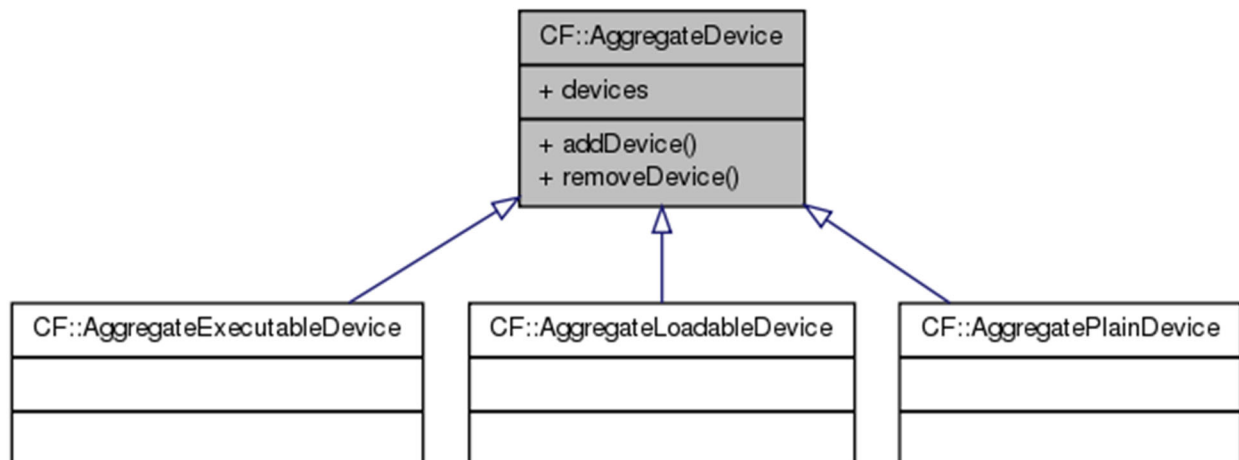 CF::AggregateDevice
+ devices
+ addDevice()
+ removeDevice()
CF::AggregateExecutableDevice
CF::AggregateLoadableDevice
CF::AggregatePlainDevice